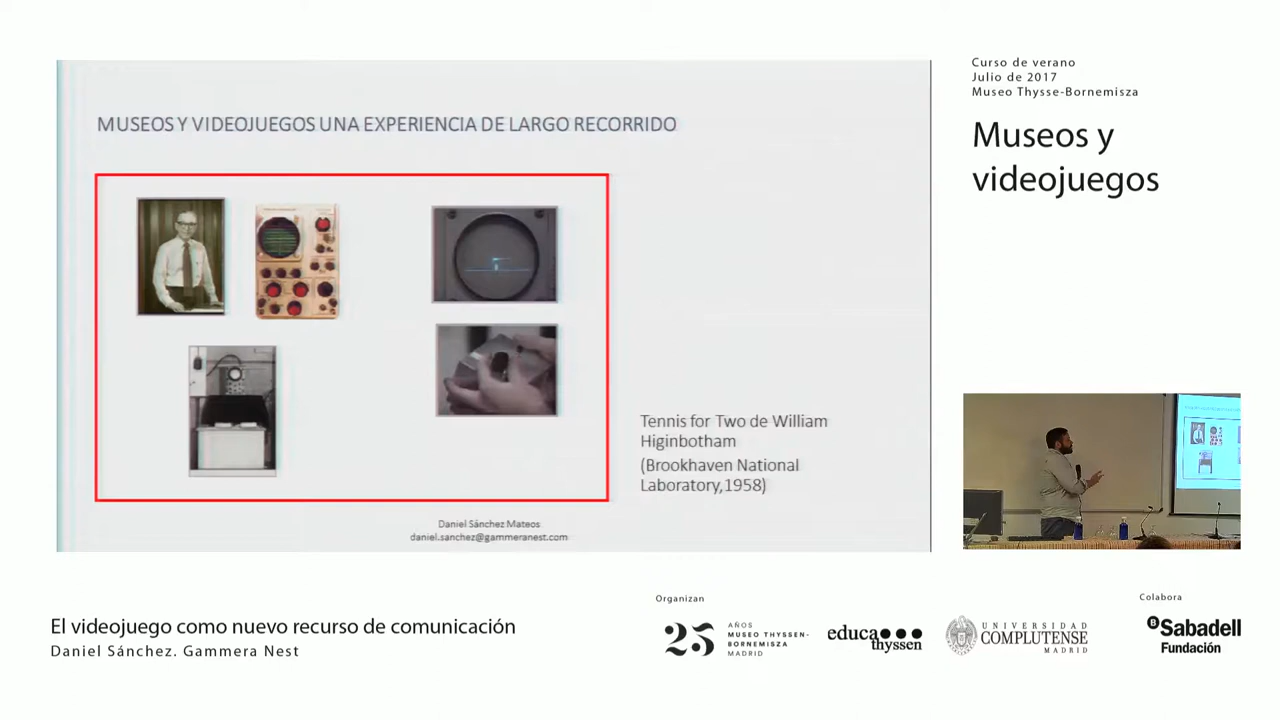 Curso de verano
Julio de 2017
Museo Thysse-Bornemisza
Museos y
videojuegos
MUSEOS Y VIDEOJUEGOS UNA EXPERIENCIA DE LARGO RECORRIDO
Tennis for Two de William
Higinbotham
(Brookhaven National
Laboratory,1958)
Daniel Sánchez Mateos
daniel.sanchez@gammeranest.com
El videojuego como nuevo recurso de comunicación
Daniel Sánchez. Gammera Nest
Organizan
25
AÑOS
MUSEO THYSSEN-
BORNEMISZA
MADRID
educa
thyssen
UNIVERSIDAD
COMPLUTENSE
MADRID
Colabora
B Sabadell
Fundación